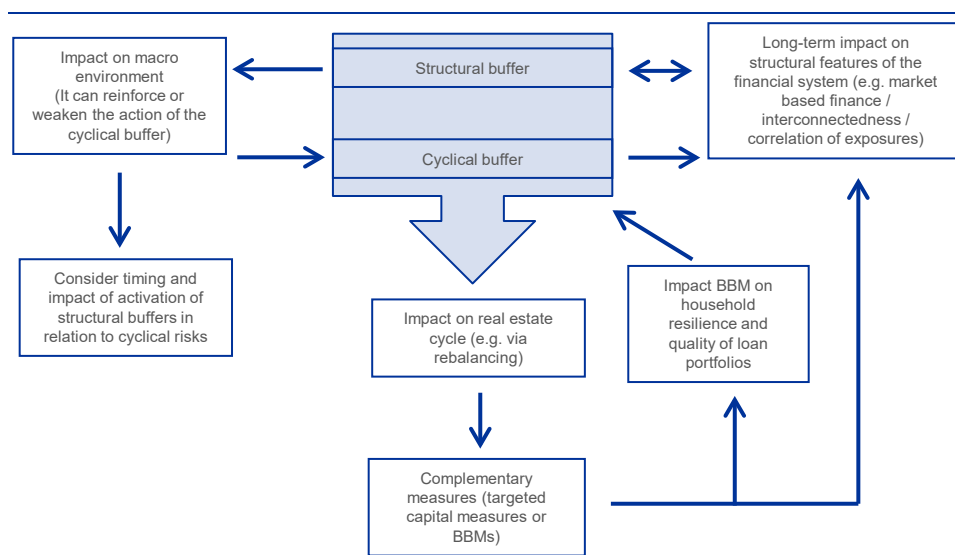 Impact on macro
environment
(It can reinforce or
weaken the action of the
cyclical buffer)
Structural buffer
Cyclical buffer
Long-term impact on
structural features of the
financial system (e.g. market
based finance /
interconnectedness /
correlation of exposures)
Consider timing and
impact of activation of
structural buffers in
relation to cyclical risks
Impact on real estate
cycle (e.g. via
rebalancing)
Impact BBM on
household
resilience and
quality of loan
portfolios
Complementary
measures (targeted
capital measures or
BBMs)